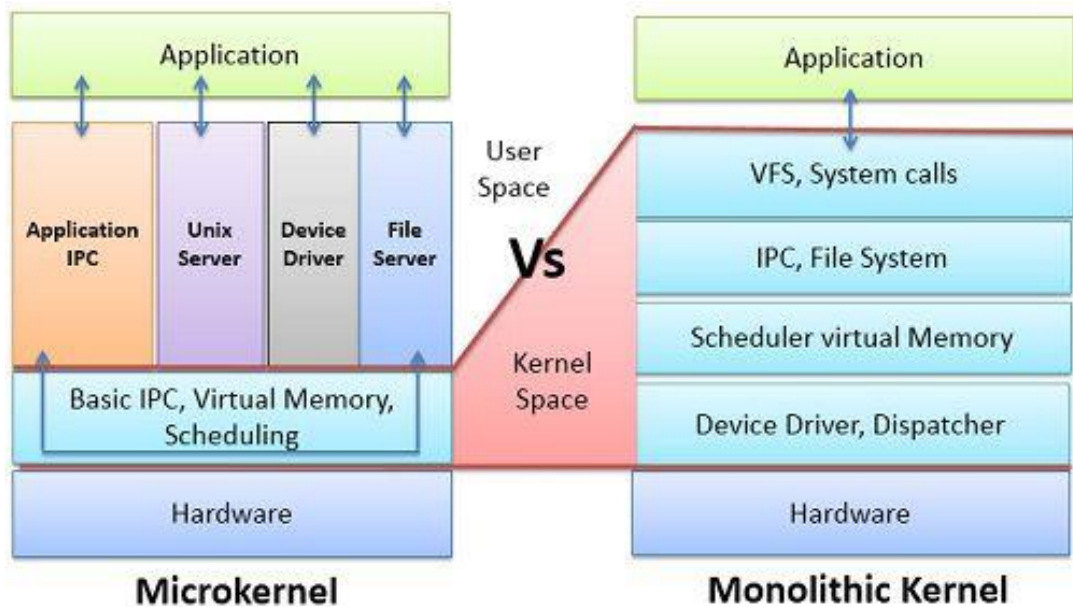 Application
Application
IPC
Unix
Server
Device
Driver
File
Server
Basic IPC, Virtual Memory,
Scheduling
Hardware
Microkernel
User
Space
Vs
Kernel
Space
Application
VFS, System calls
IPC, File System
Scheduler virtual Memory
Device Driver, Dispatcher
Hardware
Monolithic Kernel